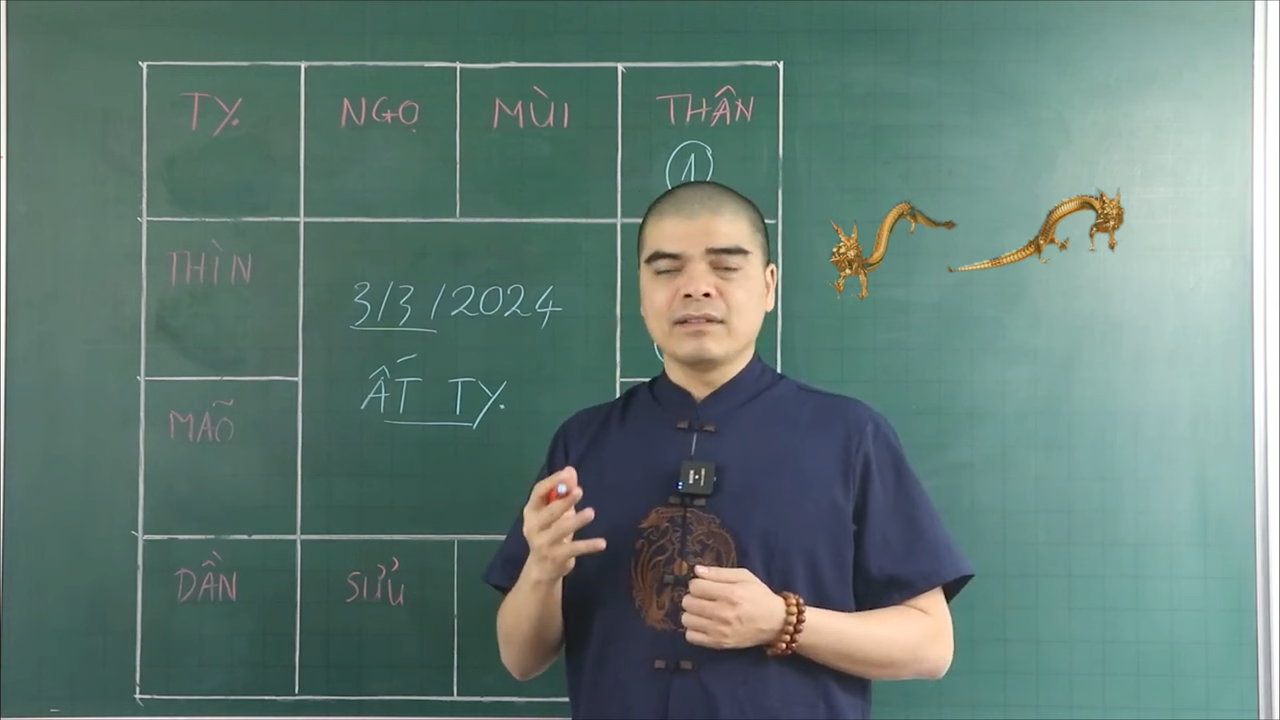 TỴ NGỌ MÙI THÂN
1
THÌN
3/3/2024
ẤT TỴ
MÃO
DẦN SỬU